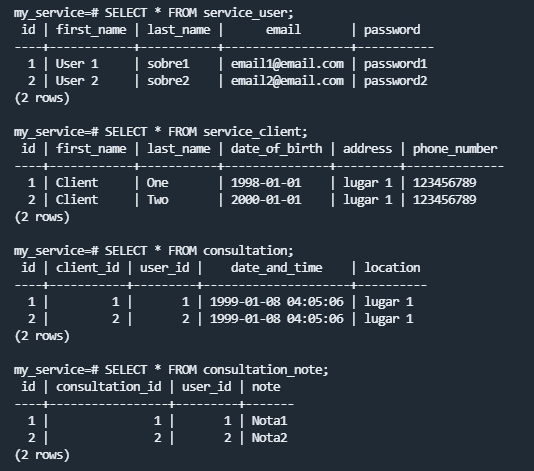 my_service=# SELECT * FROM service_user;
 id | first_name | last_name |      email       | password
----+------------+-----------+------------------+-----------
  1 | User 1     | sobre1    | email1@email.com | password1
  2 | User 2     | sobre2    | email2@email.com | password2
(2 rows)

my_service=# SELECT * FROM service_client;
 id | first_name | last_name | date_of_birth | address | phone_number
----+------------+-----------+---------------+---------+--------------
  1 | Client     | One       | 1998-01-01    | lugar 1 | 123456789
  2 | Client     | Two       | 2000-01-01    | lugar 1 | 123456789
(2 rows)

my_service=# SELECT * FROM consultation;
 id | client_id | user_id |    date_and_time    | location
----+-----------+---------+---------------------+----------
  1 |         1 |       1 | 1999-01-08 04:05:06 | lugar 1
  2 |         2 |       2 | 1999-01-08 04:05:06 | lugar 1
(2 rows)

my_service=# SELECT * FROM consultation_note;
 id | consultation_id | user_id | note
----+-----------------+---------+-------
  1 |               1 |       1 | Nota1
  2 |               2 |       2 | Nota2
(2 rows)